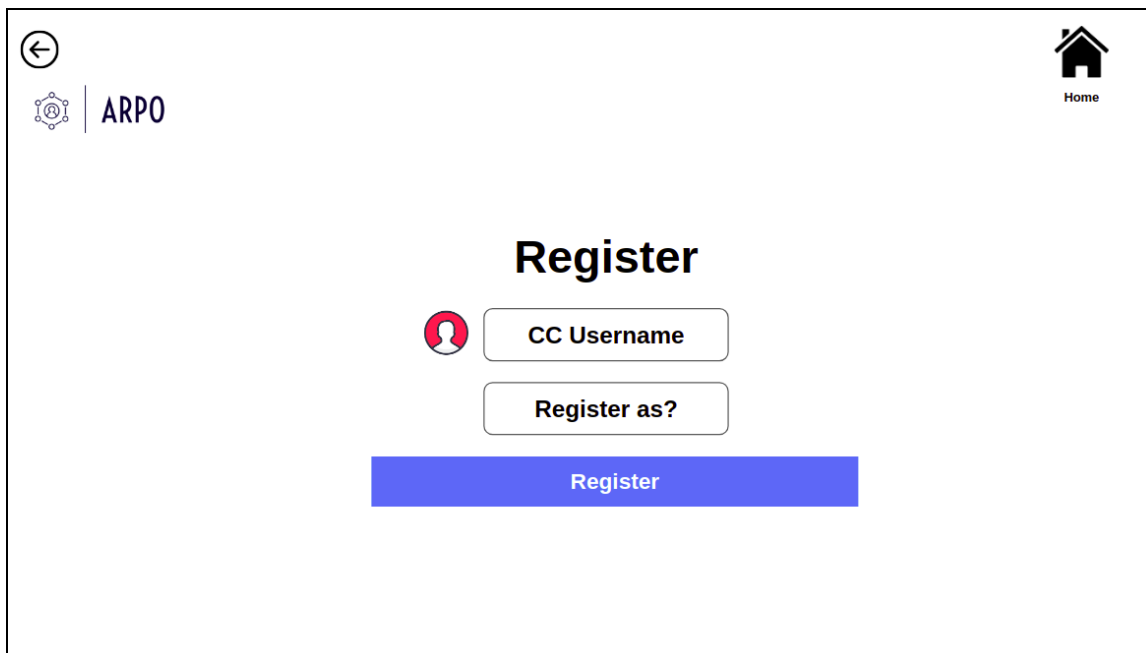 Home
ARPO
Register
CC Username
Register as?
Register